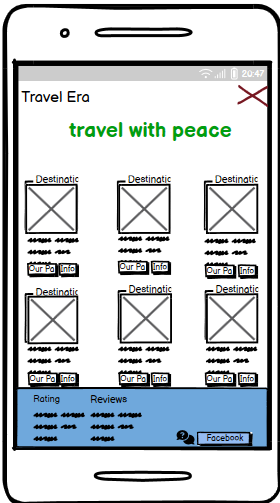 20:47
Travel Era
travel with peace
Destinatic Destinatic Destinatic
Our Pa Info Our Pa Info Our Pa Info
Destinatic Destinatic Destinatic
Our Pa Info Our Pa Info Our Pa Info
Rating Reviews
Facebook